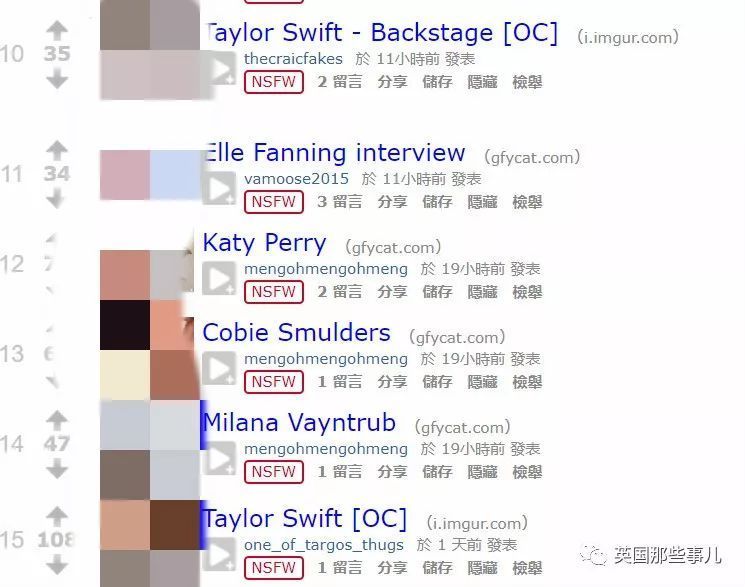 10
35
Taylor Swift - Backstage [OC] (i.imgur.com)
thecraicfakes 於 11小時前 發表
NSFW 2 留言 分享 儲存 隱藏 檢舉
11
34
Elle Fanning interview (gfycat.com)
vamoose2015 於 11小時前 發表
NSFW 3 留言 分享 儲存 隱藏 檢舉
12
Katy Perry (gfycat.com)
mengohmengohmeng 於 19小時前 發表
NSFW 2 留言 分享 儲存 隱藏 檢舉
13
Cobie Smulders (gfycat.com)
mengohmengohmeng 於 19小時前 發表
NSFW 1 留言 分享 儲存 隱藏 檢舉
14
47
Milana Vayntrub (gfycat.com)
mengohmengohmeng 於 19小時前 發表
NSFW 1 留言 分享 儲存 隱藏 檢舉
15
108
Taylor Swift [OC] (i.imgur.com)
one_of_targos_thugs 於 1 天前 發表
NSFW 1 留言 分享 儲存 隱藏 檢舉
英国那些事儿